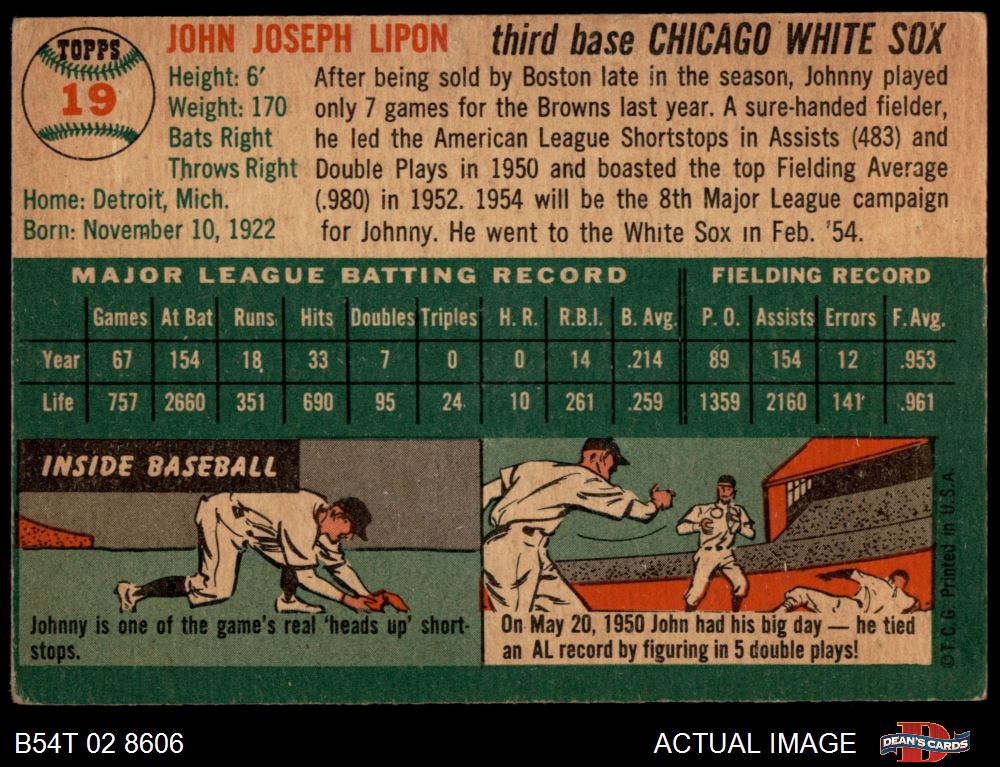 TOPPS
19
JOHN JOSEPH LIPON third base CHICAGO WHITE SOX
Height: 6'
Weight: 170
Bats Right
Throws Right
Home: Detroit, Mich.
Born: November 10, 1922
After being sold by Boston late in the season, Johnny played
only 7 games for the Browns last year. A sure-handed fielder,
he led the American League Shortstops in Assists (483) and
Double Plays in 1950 and boasted the top Fielding Average
(.980) in 1952. 1954 will be the 8th Major League campaign
for Johnny. He went to the White Sox in Feb. '54.
MAJOR LEAGUE BATTING RECORD FIELDING RECORD
Games At Bat Runs Hits Doubles Triples H. R. R.B.I. B. Avg. P. O. Assists Errors F. Avg.
Year 67 154 18 33 7 0 0 14 .214 89 154 12 .953
Life 757 2660 351 690 95 24 10 261 .259 1359 2160 141 .961
INSIDE BASEBALL
Johnny is one of the game's real 'heads up' short-
stops.
On May 20, 1950 John had his big day — he tied
an AL record by figuring in 5 double plays!
© T.C.G. Printed in U.S.A.
B54T 02 8606 ACTUAL IMAGE DEAN'S CARDS